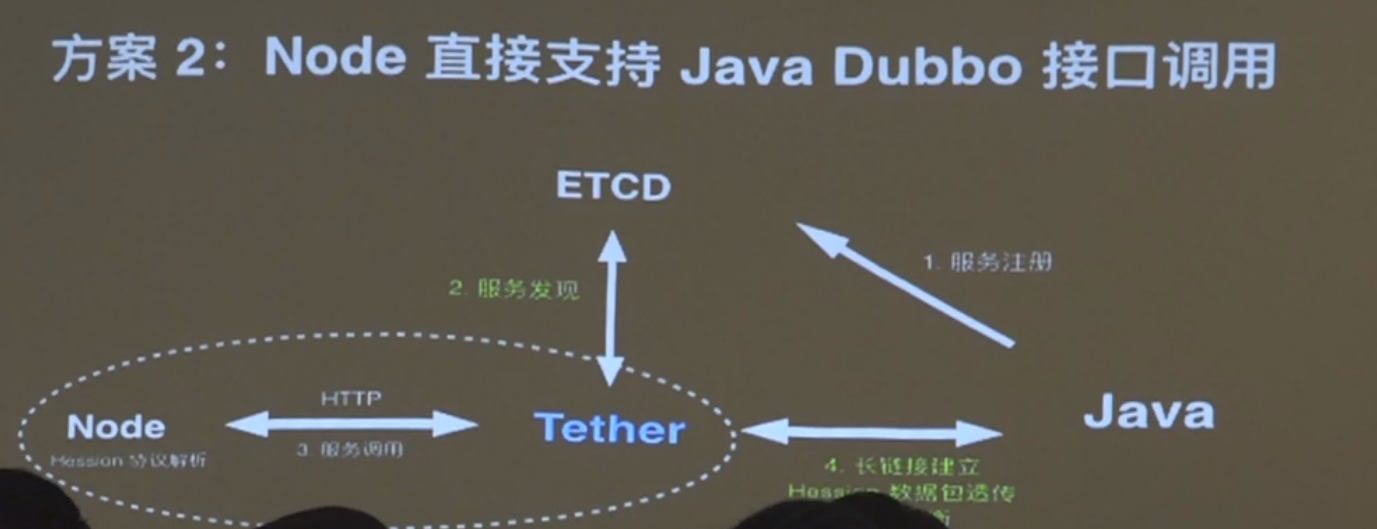 方案 2：Node 直接支持 Java Dubbo 接口调用
ETCD
1. 服务注册
2. 服务发现
HTTP
Node
Tether
Java
3. 服务调用
Hession 协议解析
4. 长链接建立
数据包透传